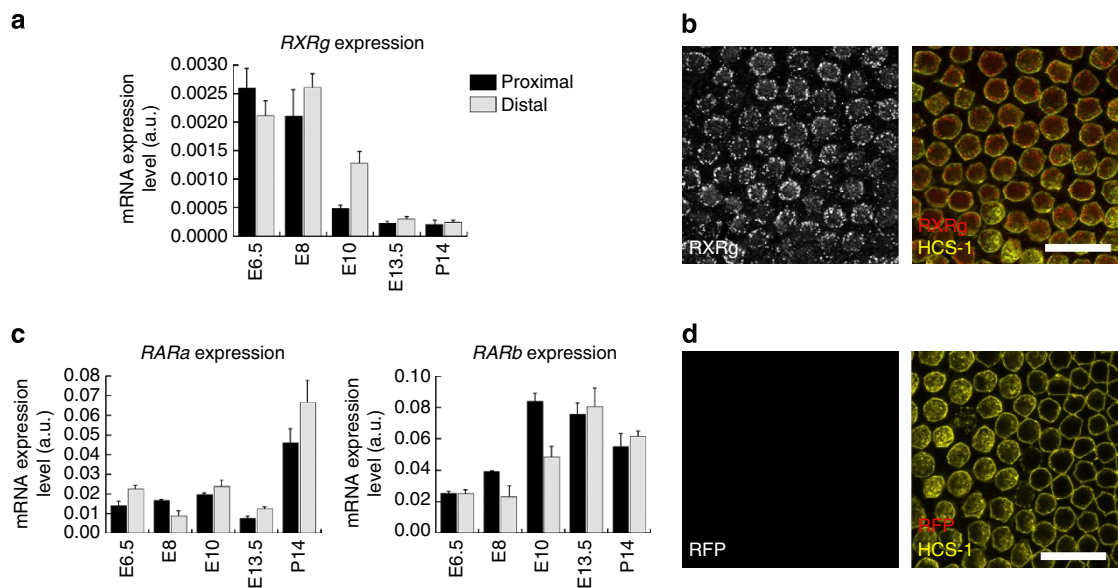 a
RXRg expression
mRNA expression
level (a.u.)
0.0030
0.0025
0.0020
0.0015
0.0010
0.0005
0.0000
E6.5
E8
E10
E13.5
P14
Proximal
Distal
b
RXRg
RXRg
HCS-1
c
RARa expression
mRNA expression
level (a.u.)
0.08
0.07
0.06
0.05
0.04
0.03
0.02
0.01
0.00
E6.5
E8
E10
E13.5
P14
RARb expression
mRNA expression
level (a.u.)
0.10
0.08
0.06
0.04
0.02
0.00
E6.5
E8
E10
E13.5
P14
d
RFP
RFP
HCS-1